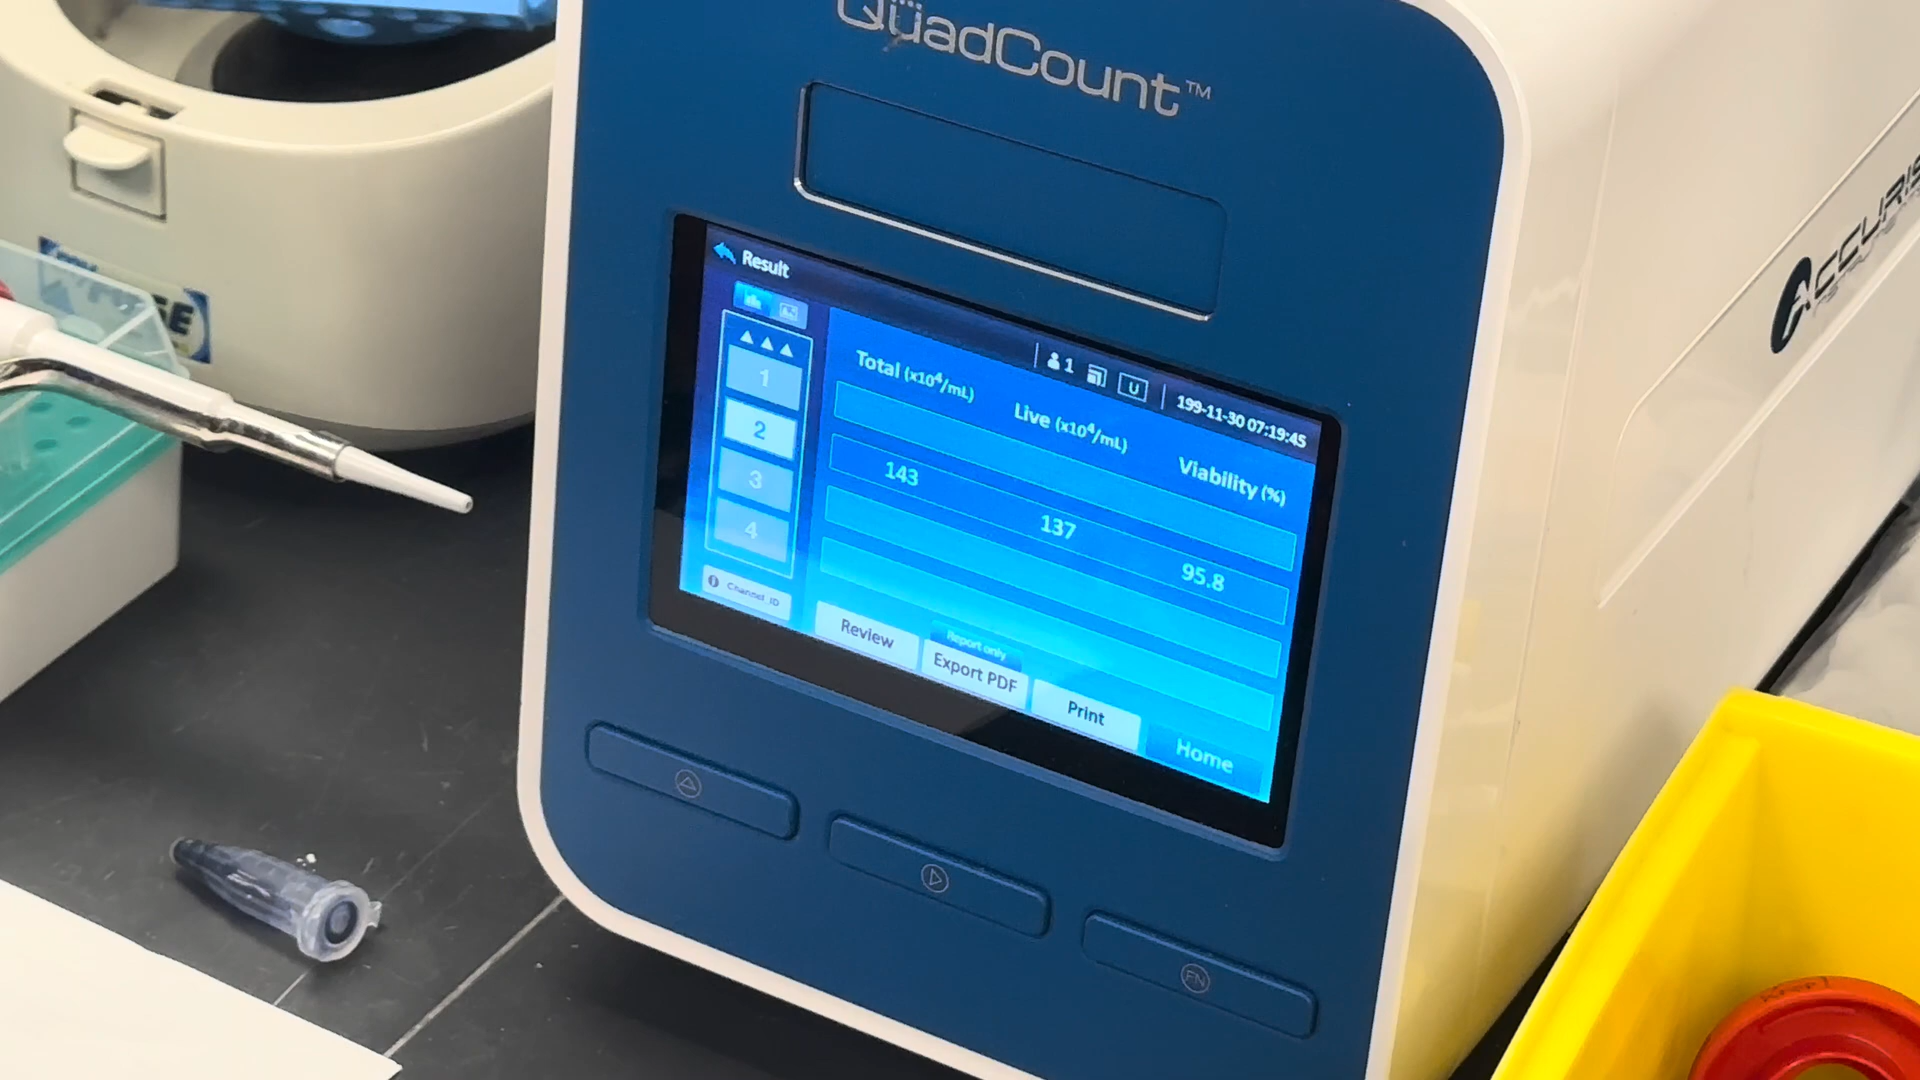 QuadCount™
Result
1
U
199-11-30 07:19:45
Total (x10⁴/mL)
Live (x10⁴/mL)
Viability (%)
1
2
3
4
143
137
95.8
Channel ID
Review
Report only
Export PDF
Print
Home
FN